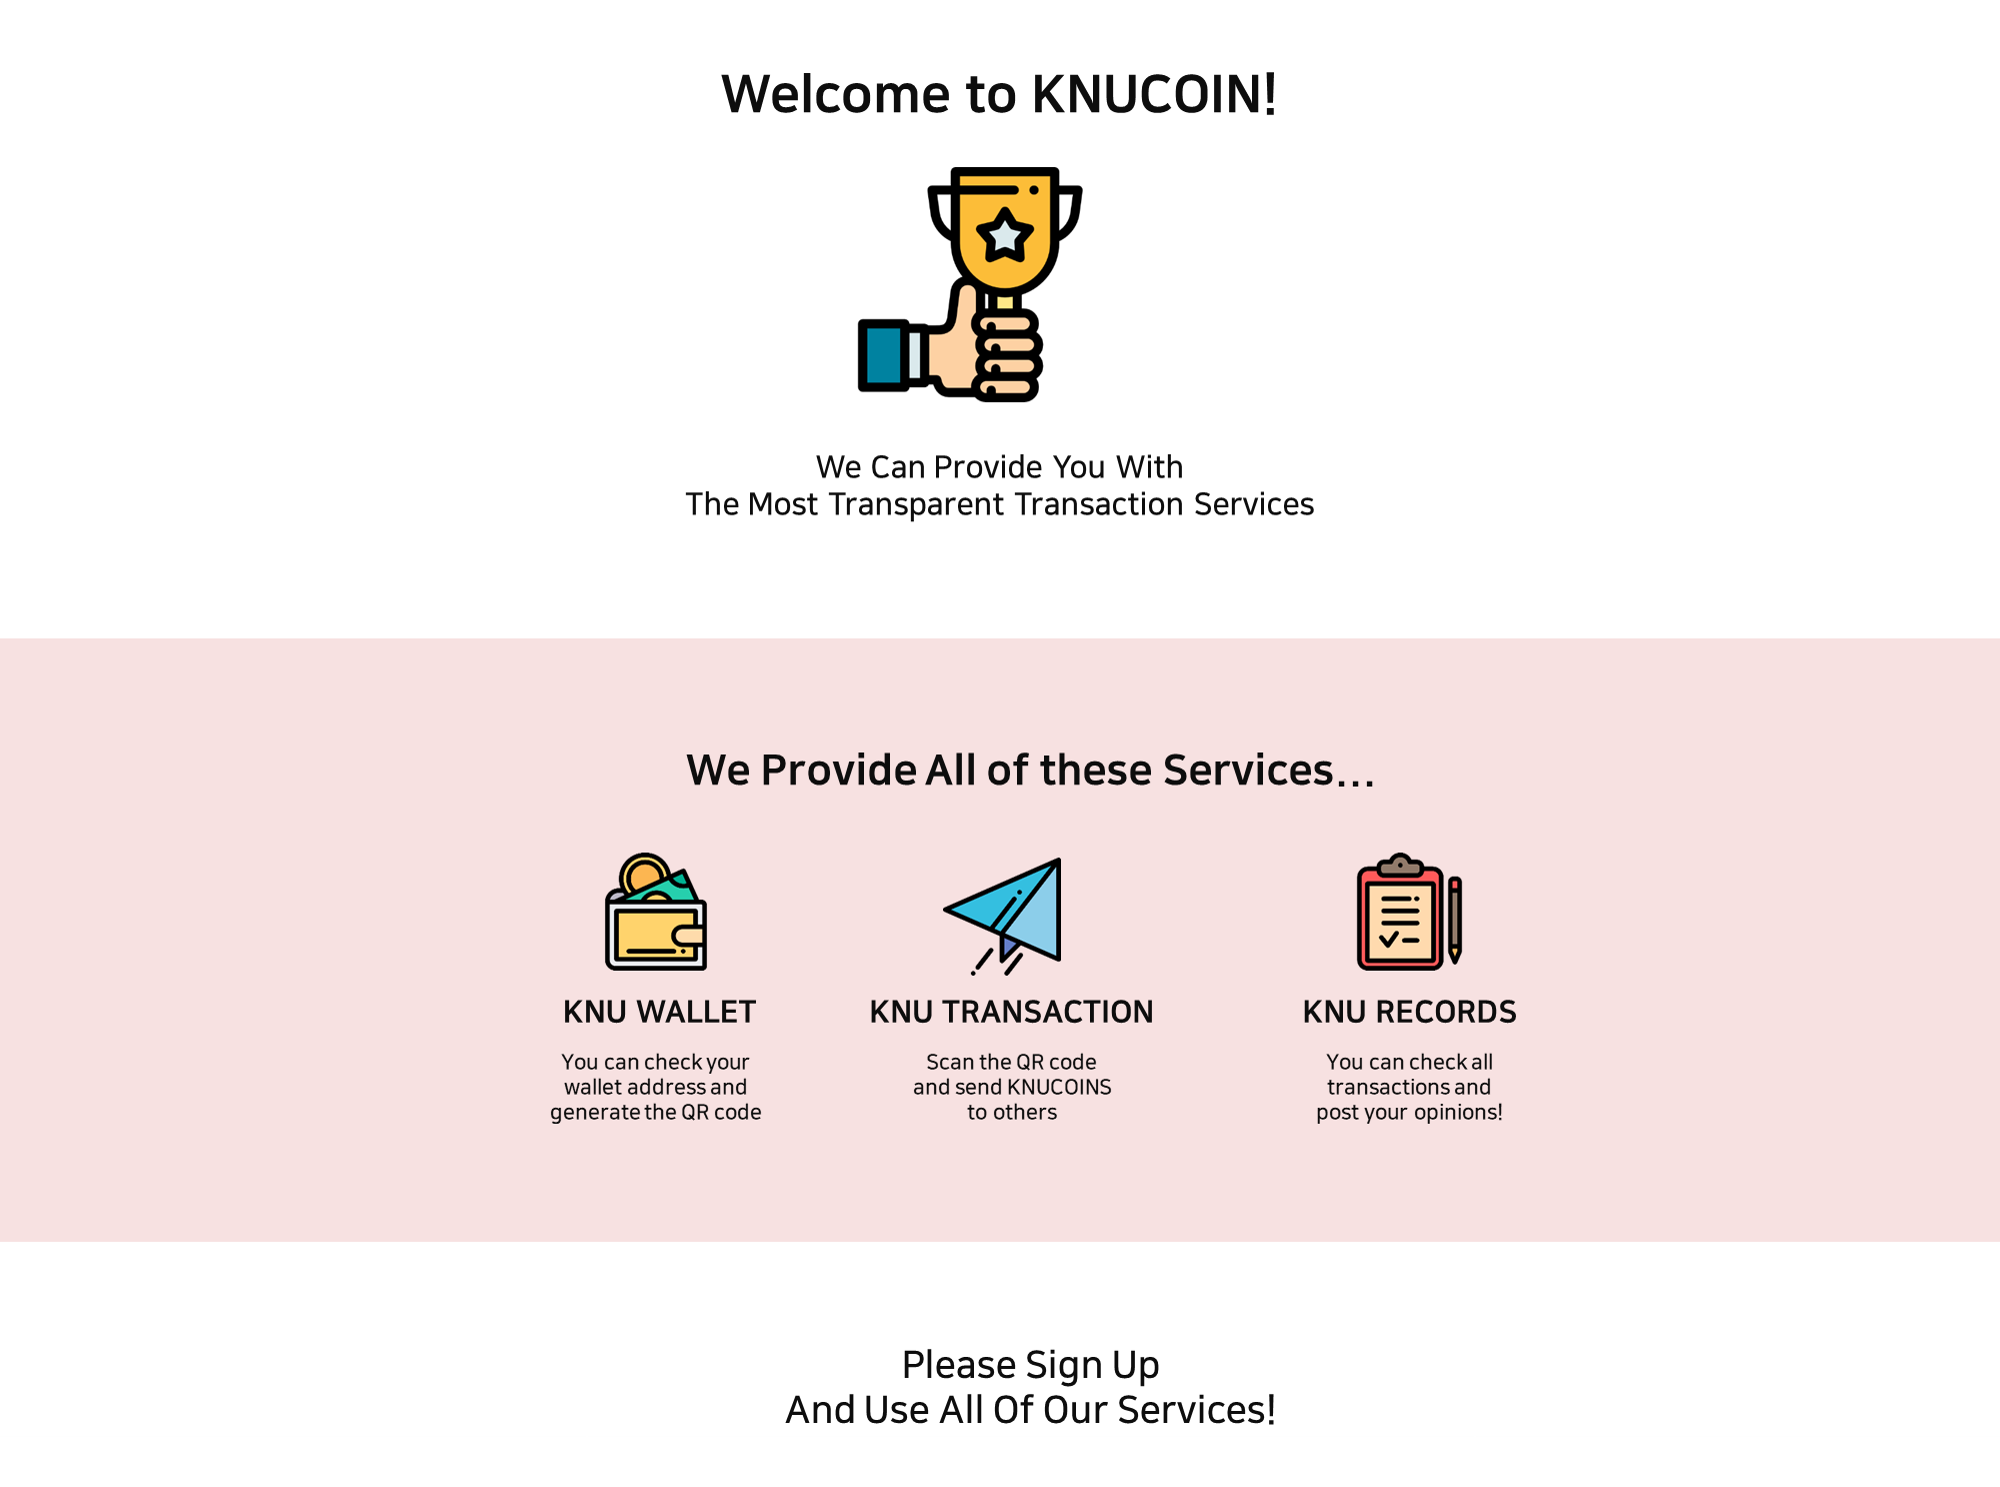 Welcome to KNUCOIN!
We Can Provide You With
The Most Transparent Transaction Services
We Provide All of these Services...
KNU WALLET
You can check your
wallet address and
generate the QR code
KNU TRANSACTION
Scan the QR code
and send KNUCOINS
to others
KNU RECORDS
You can check all
transactions and
post your opinions!
Please Sign Up
And Use All Of Our Services!